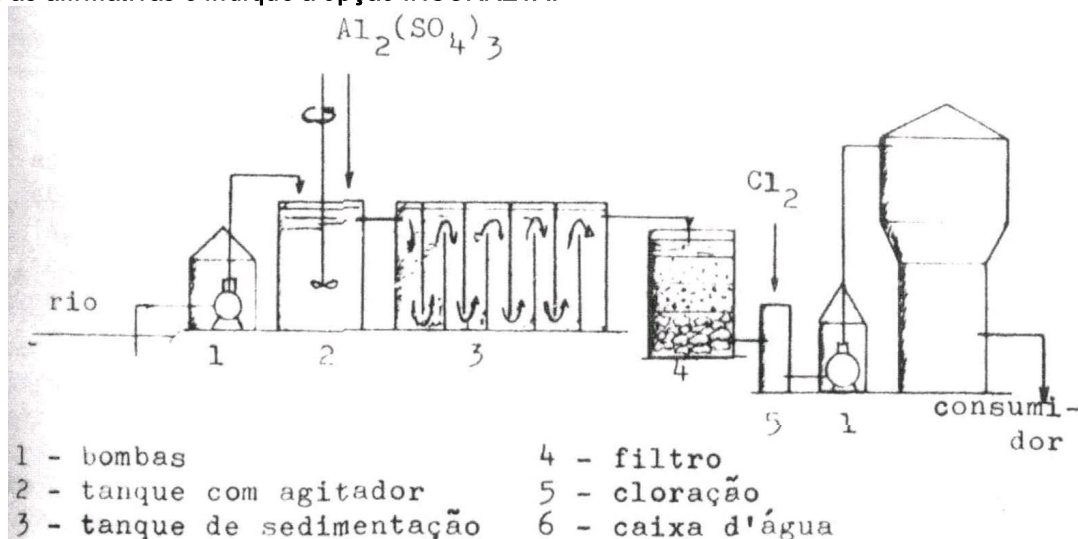 Al2(SO4)3
Cl2
rio
1
2
3
4
5
1
consumi-
dor
1 - bombas
2 - tanque com agitador
3 - tanque de sedimentação
4 - filtro
5 - cloração
6 - caixa d'água